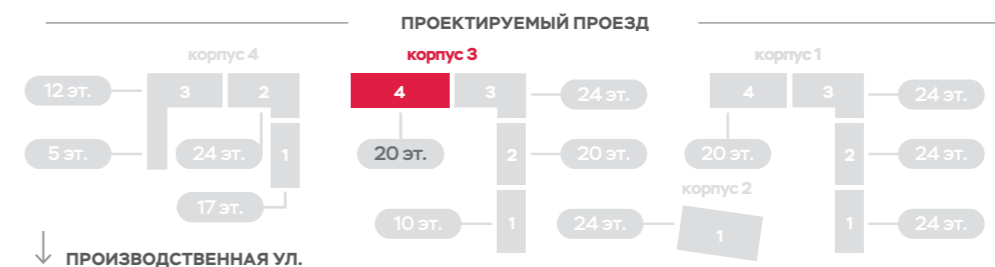 ПРОЕКТИРУЕМЫЙ ПРОЕЗД
корпус 4
корпус 3
корпус 1
12 эт.
3
2
4
3
24 эт.
4
3
24 эт.
5 эт.
24 эт.
1
20 эт.
2
20 эт.
20 эт.
2
24 эт.
17 эт.
корпус 2
10 эт.
1
24 эт.
1
1
24 эт.
ПРОИЗВОДСТВЕННАЯ УЛ.